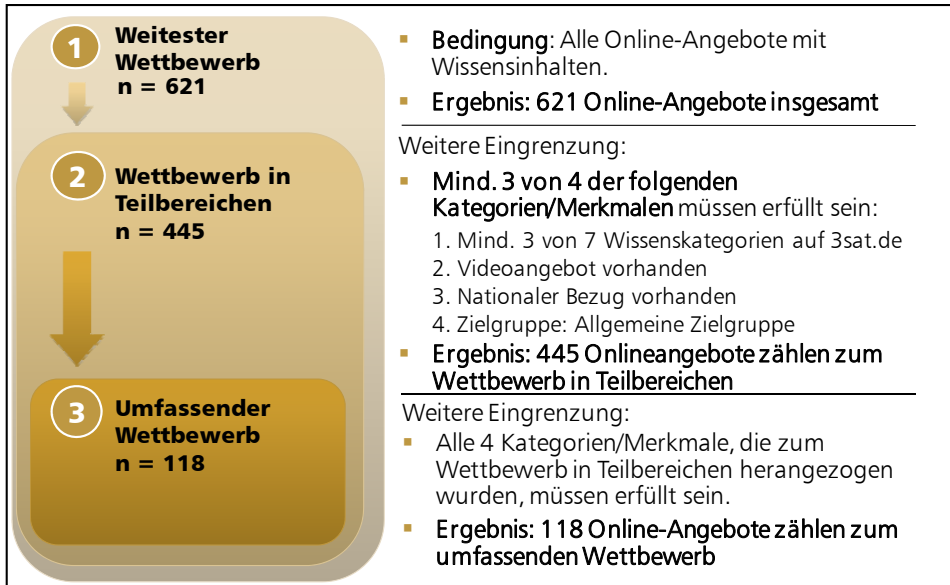 1
Weitester
Wettbewerb
n = 621
▪ Bedingung: Alle Online-Angebote mit
Wissensinhalten.
▪ Ergebnis: 621 Online-Angebote insgesamt
2
Wettbewerb in
Teilbereichen
n = 445
Weitere Eingrenzung:
▪ Mind. 3 von 4 der folgenden
Kategorien/Merkmalen müssen erfüllt sein:
1. Mind. 3 von 7 Wissenskategorien auf 3sat.de
2. Videoangebot vorhanden
3. Nationaler Bezug vorhanden
4. Zielgruppe: Allgemeine Zielgruppe
▪ Ergebnis: 445 Onlineangebote zählen zum
Wettbewerb in Teilbereichen
3
Umfassender
Wettbewerb
n = 118
Weitere Eingrenzung:
▪ Alle 4 Kategorien/Merkmale, die zum
Wettbewerb in Teilbereichen herangezogen
wurden, müssen erfüllt sein.
▪ Ergebnis: 118 Online-Angebote zählen zum
umfassenden Wettbewerb